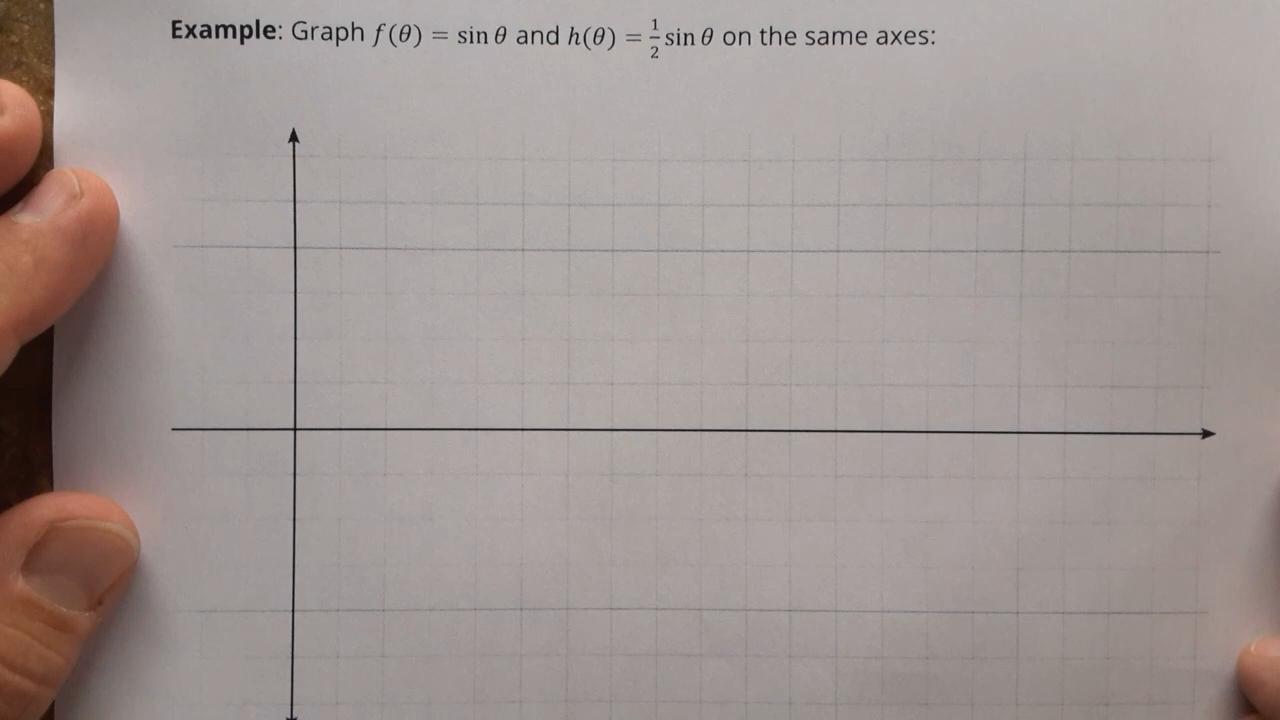 Example: Graph f(θ) = sin θ and h(θ) = ½ sin θ on the same axes: